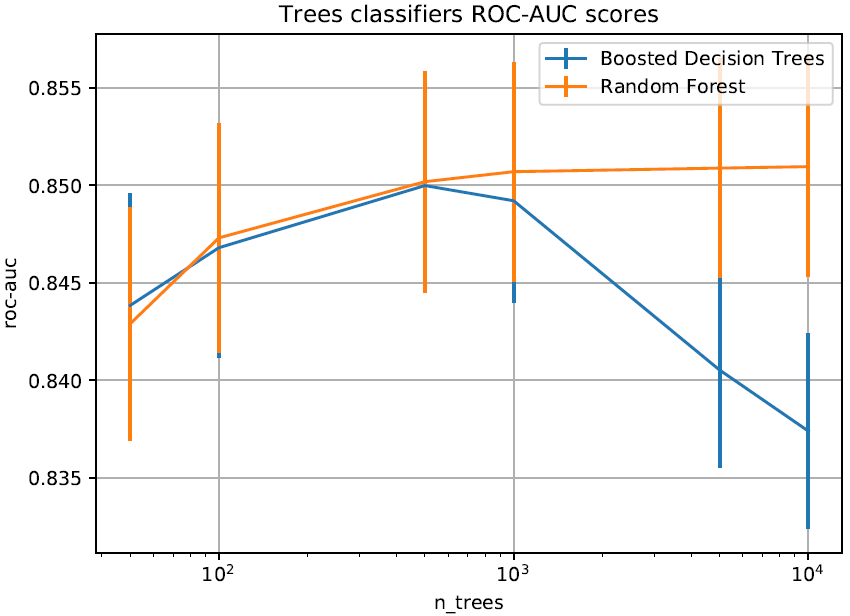 Trees classifiers ROC-AUC scores
Boosted Decision Trees
Random Forest
0.855
0.850
0.845
0.840
0.835
roc-auc
10² 10³ 10⁴
n_trees